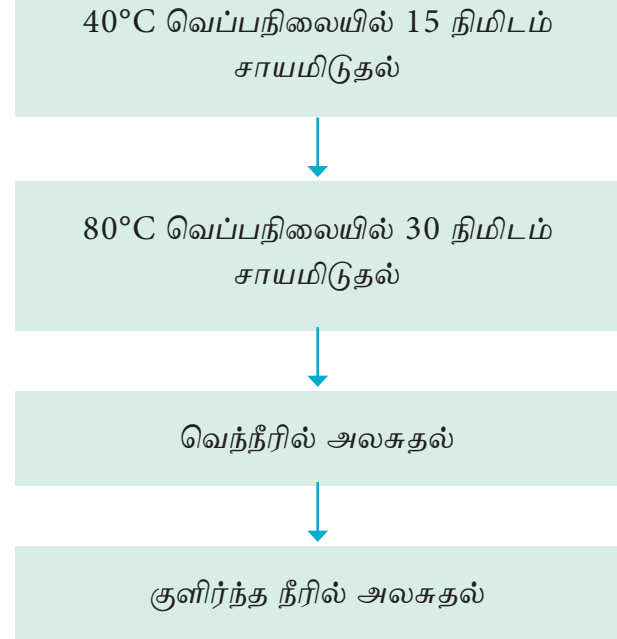 40°C வெப்பநிலையில் 15 நிமிடம்
சாயமிடுதல்
80°C வெப்பநிலையில் 30 நிமிடம்
சாயமிடுதல்
வெந்நீரில் அலசுதல்
குளிர்ந்த நீரில் அலசுதல்